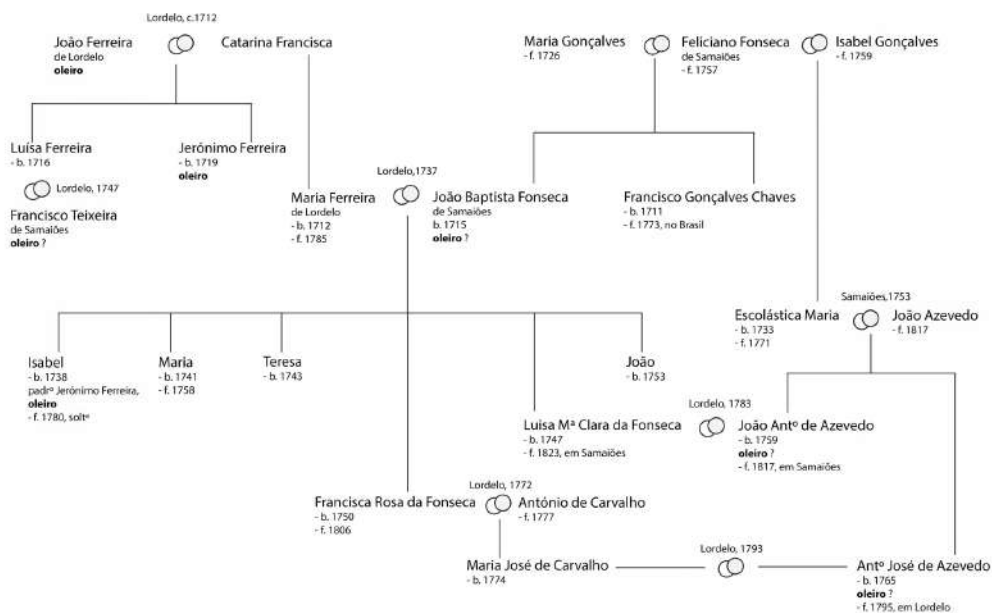 Lordelo, c.1712
João Ferreira
de Lordelo
oleiro
Catarina Francisca
Maria Gonçalves
- f. 1726
Feliciano Fonseca
de Samaiões
- f. 1757
Isabel Gonçalves
- f. 1759
Luísa Ferreira
- b. 1716
Lordelo, 1747
Francisco Teixeira
de Samaiões
oleiro ?
Jerónimo Ferreira
- b. 1719
oleiro
Lordelo,1737
Maria Ferreira
de Lordelo
- b. 1712
- f. 1785
João Baptista Fonseca
de Samaiões
b. 1715
oleiro ?
Francisco Gonçalves Chaves
- b. 1711
- f. 1773, no Brasil
Samaiões,1753
Escolástica Maria
- b. 1733
- f. 1771
João Azevedo
- f. 1817
Isabel
- b. 1738
padrº Jerónimo Ferreira,
oleiro
- f. 1780, soltª
Maria
- b. 1741
- f. 1758
Teresa
- b. 1743
João
- b. 1753
Lordelo, 1783
Luisa Mª Clara da Fonseca
- b. 1747
- f. 1823, em Samaiões
João Antº de Azevedo
- b. 1759
oleiro ?
- f. 1817, em Samaiões
Lordelo, 1772
Francisca Rosa da Fonseca
- b. 1750
- f. 1806
António de Carvalho
- f. 1777
Maria José de Carvalho
- b. 1774
Lordelo, 1793
Antº José de Azevedo
- b. 1765
oleiro ?
- f. 1795, em Lordelo